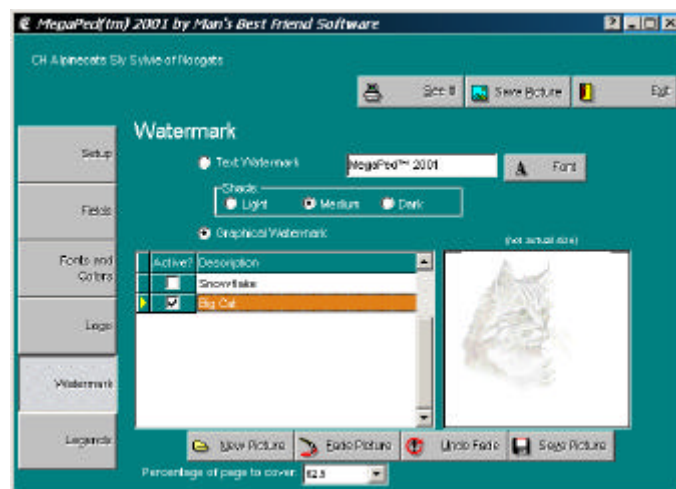 MegaPed(tm) 2001 by Man's Best Friend Software
CH Alpinecats Sly Sylvie of Noogats
See It
Save Picture
Exit
Watermark
Setup
Text Watermark
MegaPed™ 2001
A Font
Shade
Light
Medium
Dark
Fields
Graphical Watermark
(not actual size)
Fonts and
Colors
Active? Description
Snowflake
Big Cat
Logo
Watermark
Legends
New Picture
Fade Picture
Undo Fade
Save Picture
Percentage of page to cover:
62.5